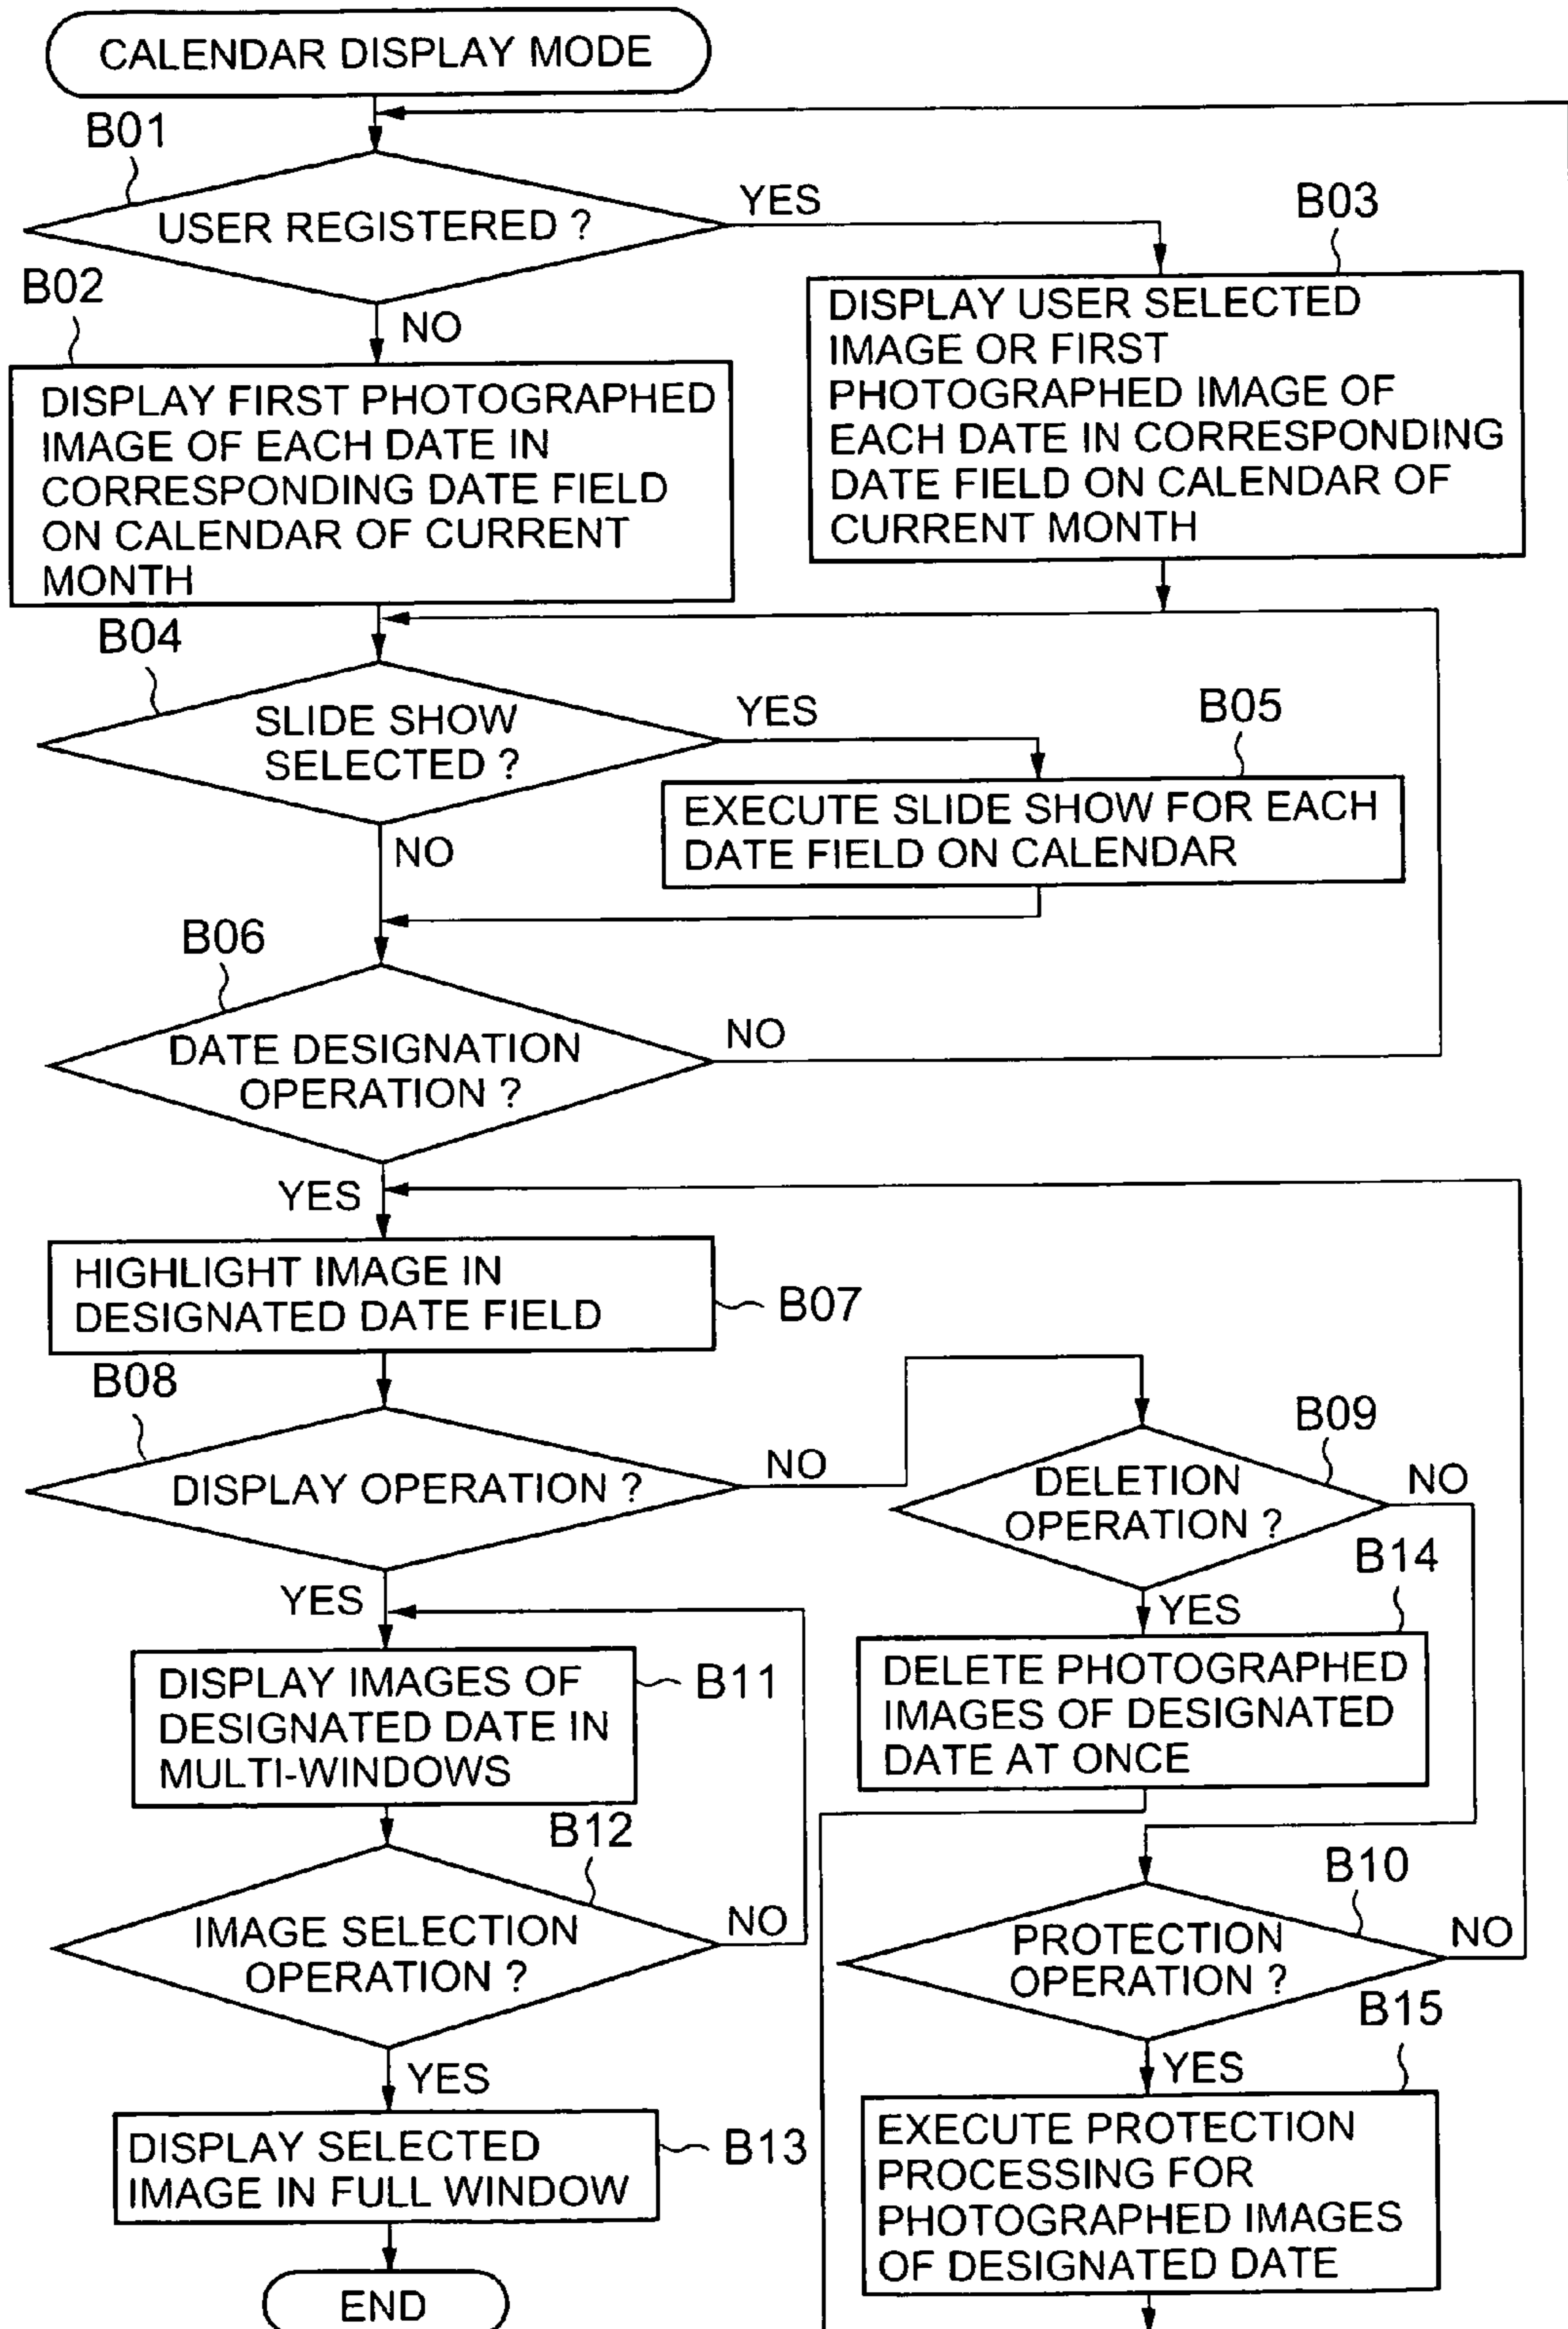 CALENDAR DISPLAY MODE
B01
USER REGISTERED ?
YES
B03
B02
NO
DISPLAY USER SELECTED
IMAGE OR FIRST
PHOTOGRAPHED IMAGE OF
EACH DATE IN CORRESPONDING
DATE FIELD ON CALENDAR OF
CURRENT MONTH
DISPLAY FIRST PHOTOGRAPHED
IMAGE OF EACH DATE IN
CORRESPONDING DATE FIELD
ON CALENDAR OF CURRENT
MONTH
B04
SLIDE SHOW
SELECTED ?
YES
B05
EXECUTE SLIDE SHOW FOR EACH
DATE FIELD ON CALENDAR
NO
B06
DATE DESIGNATION
OPERATION ?
NO
YES
HIGHLIGHT IMAGE IN
DESIGNATED DATE FIELD
B07
B08
DISPLAY OPERATION ?
NO
B09
DELETION
OPERATION ?
NO
B14
YES
YES
DISPLAY IMAGES OF
DESIGNATED DATE IN
MULTI-WINDOWS
B11
DELETE PHOTOGRAPHED
IMAGES OF DESIGNATED
DATE AT ONCE
B12
IMAGE SELECTION
OPERATION ?
NO
B10
PROTECTION
OPERATION ?
NO
B15
YES
YES
DISPLAY SELECTED
IMAGE IN FULL WINDOW
B13
EXECUTE PROTECTION
PROCESSING FOR
PHOTOGRAPHED IMAGES
OF DESIGNATED DATE
END